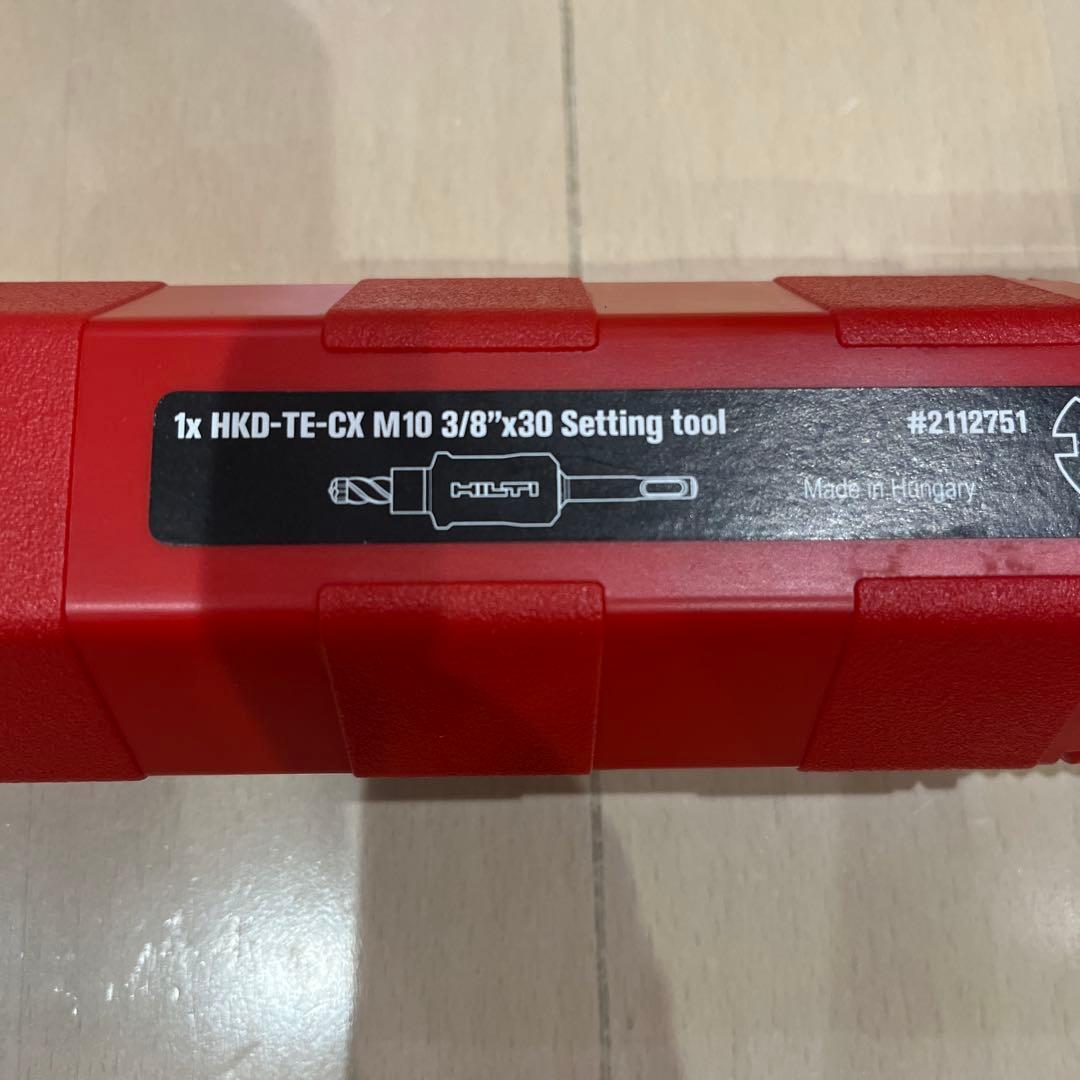 1x HKD-TE-CX M10 3/8”x30 Setting tool
#2112751
HILTI
Made in Hungary